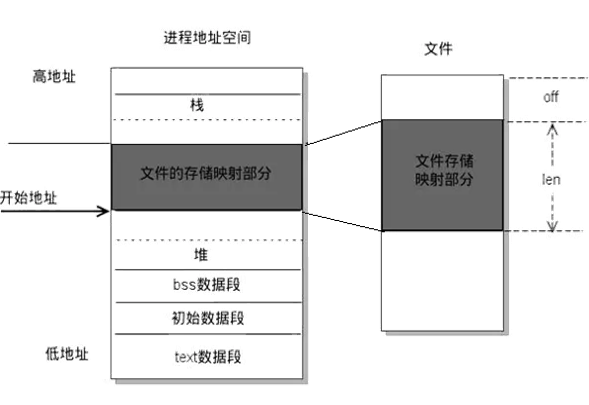 进程地址空间
文件
高地址
栈
off
文件的存储映射部分
文件存储
映射部分
len
开始地址
堆
bss数据段
初始数据段
低地址
text数据段